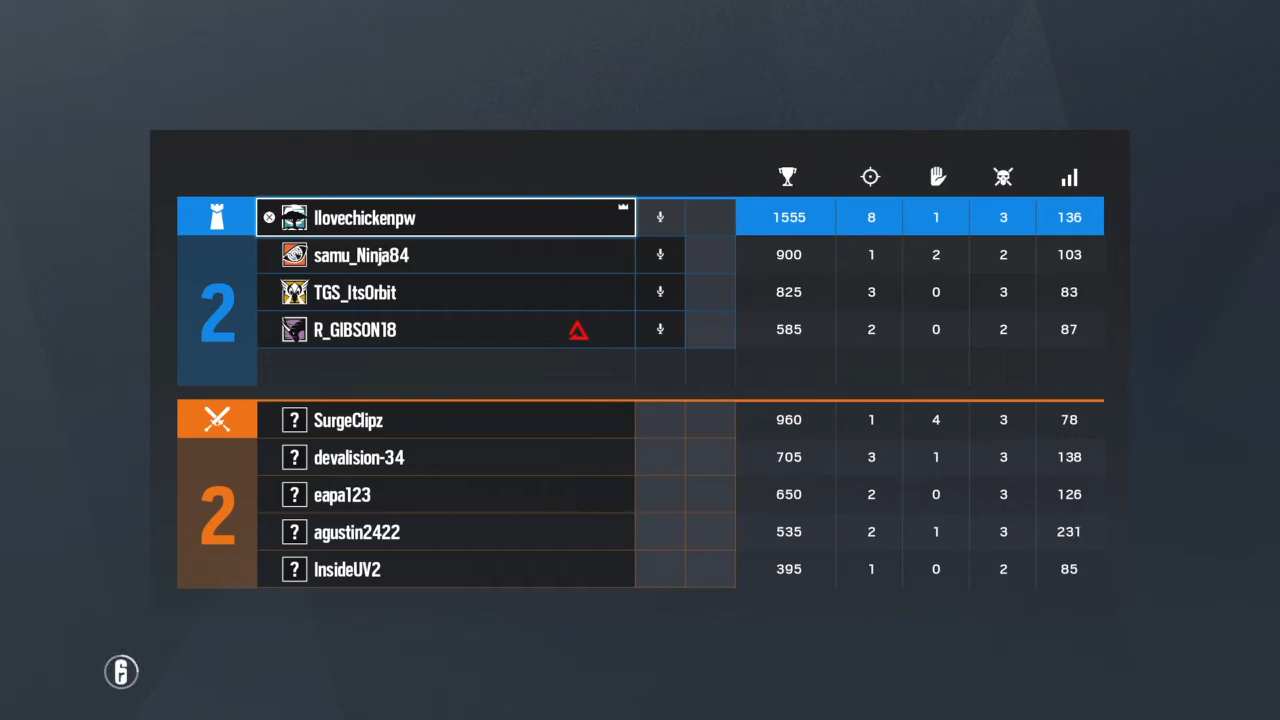 Ilovechickenpw 1555 8 1 3 136
samu_Ninja84 900 1 2 2 103
2 TGS_ItsOrbit 825 3 0 3 83
R_GIBSON18 585 2 0 2 87
? SurgeClipz 960 1 4 3 78
? devalision-34 705 3 1 3 138
2 ? eapa123 650 2 0 3 126
? agustin2422 535 2 1 3 231
? InsideUV2 395 1 0 2 85
6